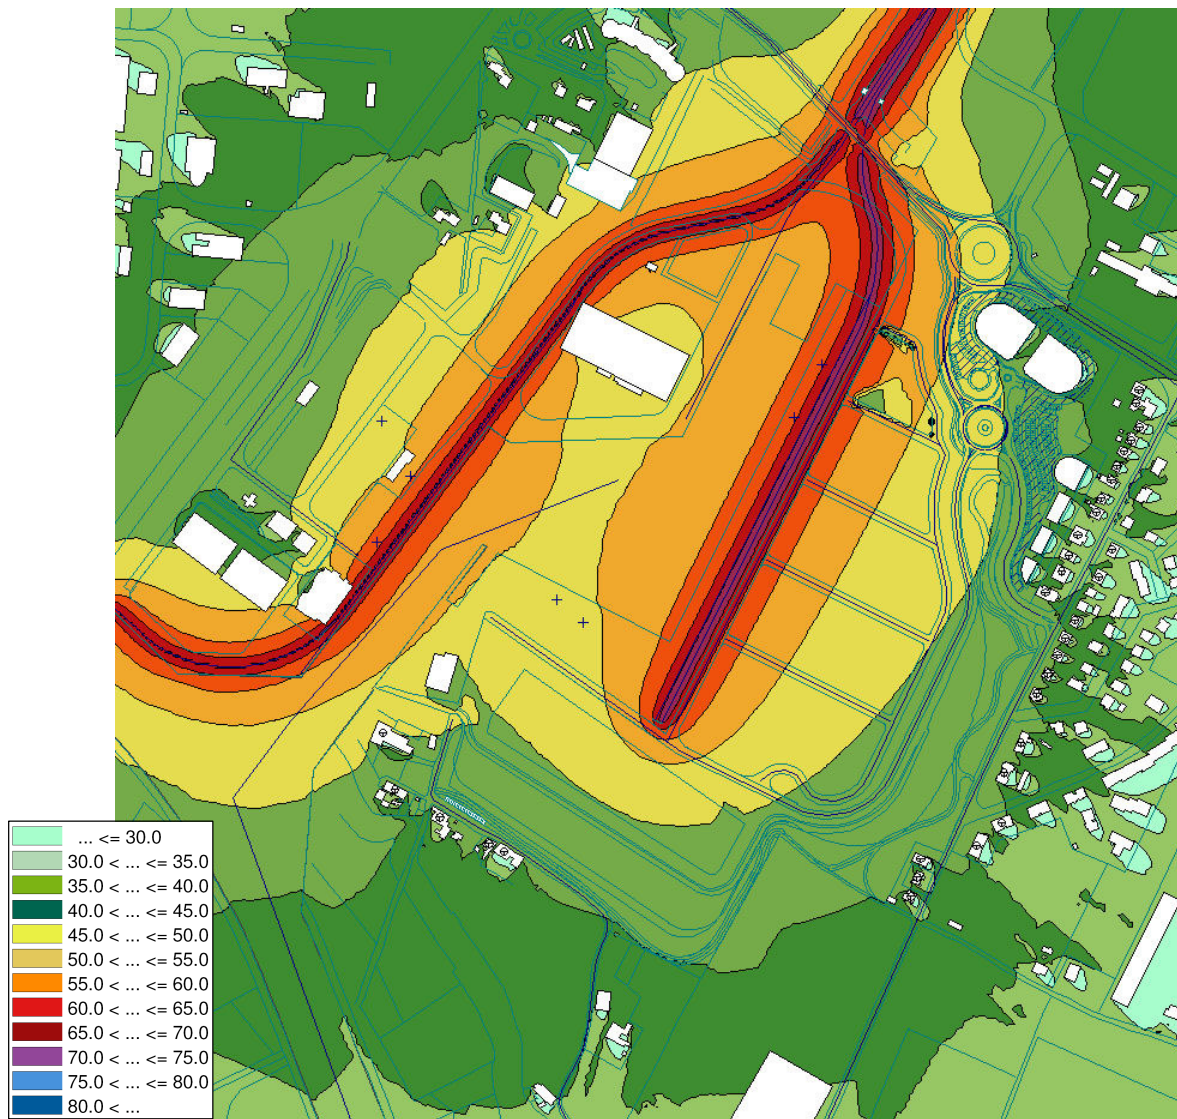 ... <= 30.0
30.0 < ... <= 35.0
35.0 < ... <= 40.0
40.0 < ... <= 45.0
45.0 < ... <= 50.0
50.0 < ... <= 55.0
55.0 < ... <= 60.0
60.0 < ... <= 65.0
65.0 < ... <= 70.0
70.0 < ... <= 75.0
75.0 < ... <= 80.0
80.0 < ...